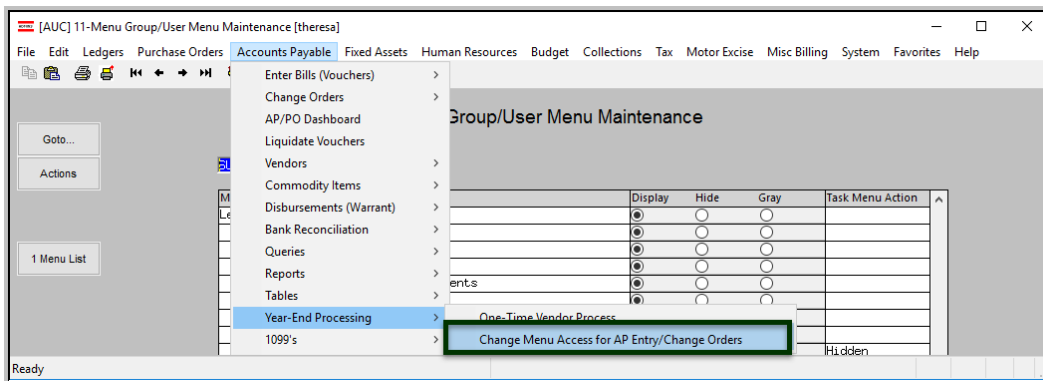 [AUC] 11-Menu Group/User Menu Maintenance [theresa]
File Edit Ledgers Purchase Orders Accounts Payable Fixed Assets Human Resources Budget Collections Tax Motor Excise Misc Billing System Favorites Help
Enter Bills (Vouchers)
Change Orders
AP/PO Dashboard
Group/User Menu Maintenance
Goto...
Liquidate Vouchers
Vendors
Actions
Commodity Items
Disbursements (Warrant)
Display Hide Gray Task Menu Action
Bank Reconciliation
1 Menu List
Queries
Reports
ents
Tables
Year-End Processing
One-Time Vendor Process
1099's
Change Menu Access for AP Entry/Change Orders
Hidden
Ready